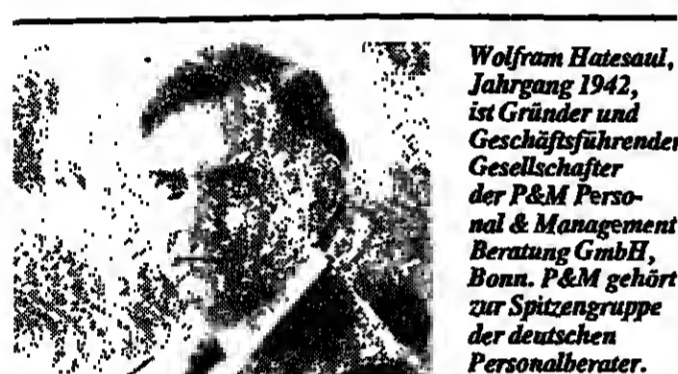 Wolfram Hatesaul,
Jahrgang 1942,
ist Gründer und
Geschäftsführender
Gesellschafter
der P&M Perso-
nal & Management
Beratung GmbH,
Bonn. P&M gehört
zur Spitzengruppe
der deutschen
Personalberater.